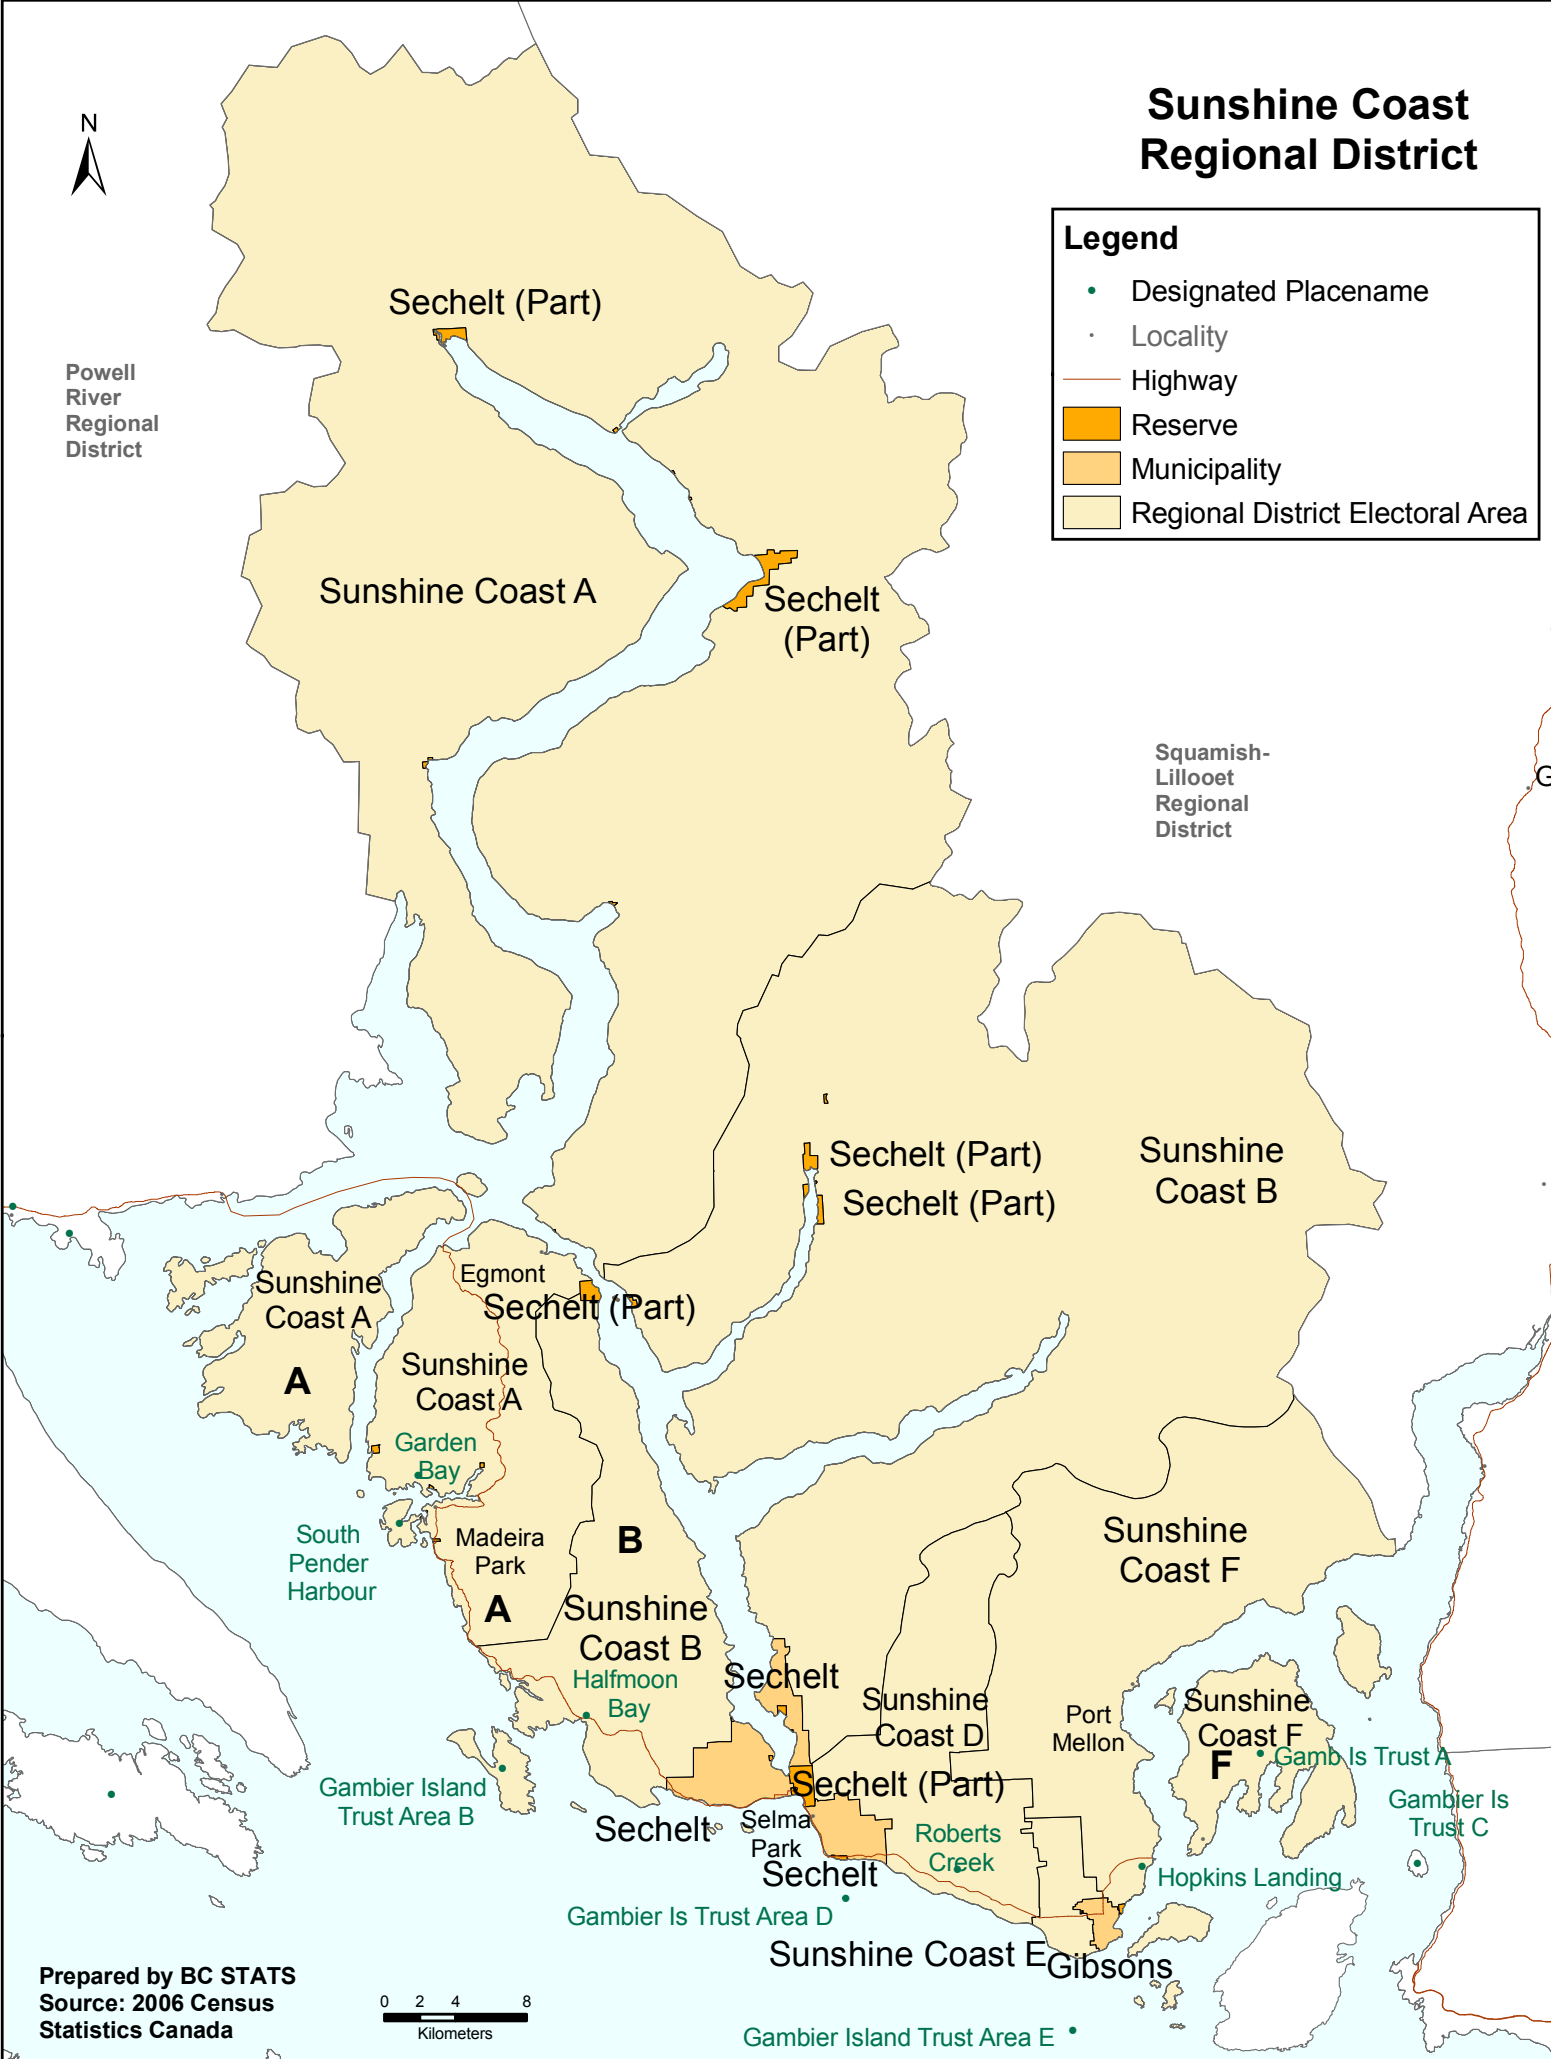 Sunshine Coast
Regional District
N
Legend
Designated Placename
Locality
Highway
Reserve
Municipality
Regional District Electoral Area
Sechelt (Part)
Powell
River
Regional
District
Sunshine Coast A
Sechelt
(Part)
Squamish-
Lillooet
Regional
District
G
Sechelt (Part)
Sechelt (Part)
Sunshine
Coast B
Egmont
Sechelt (Part)
Sunshine
Coast A
A
Sunshine
Coast A
Garden
Bay
South
Pender
Harbour
Madeira
Park
A
B
Sunshine
Coast B
Halfmoon
Bay
Sunshine
Coast F
Sechelt
Sunshine
Coast D
Port
Mellon
Sunshine
Coast F
F
Gamb Is Trust A
Gambier Island
Trust Area B
Sechelt (Part)
Gambier Is
Trust C
Sechelt
Selma
Park
Roberts
Creek
Sechelt
Hopkins Landing
Gambier Is Trust Area D
Sunshine Coast E
Gibsons
Prepared by BC STATS
Source: 2006 Census
Statistics Canada
0 2 4 8
Kilometers
Gambier Island Trust Area E